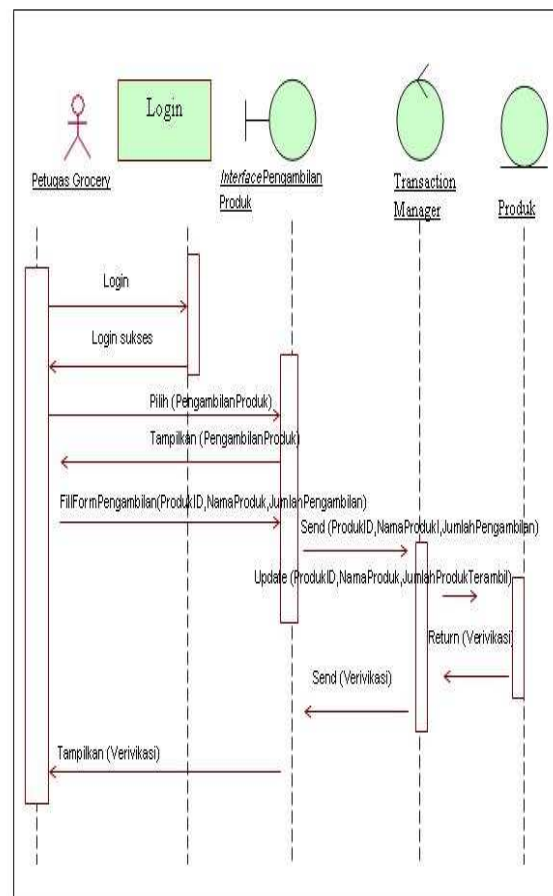 Login
Petugas Grocery
Interface Pengambilan
Produk
Transaction
Manager
Produk
Login
Login sukses
Pilih (PengambilanProduk)
Tampilkan (PengambilanProduk)
FillFormPengambilan(ProdukID,NamaProduk,JumlahPengambilan)
Send (ProdukID,NamaProdukI,JumlahPengambilan)
Update (ProdukID,NamaProduk,JumlahProdukTerambil)
Return (Verivikasi)
Send (Verivikasi)
Tampilkan (Verivikasi)